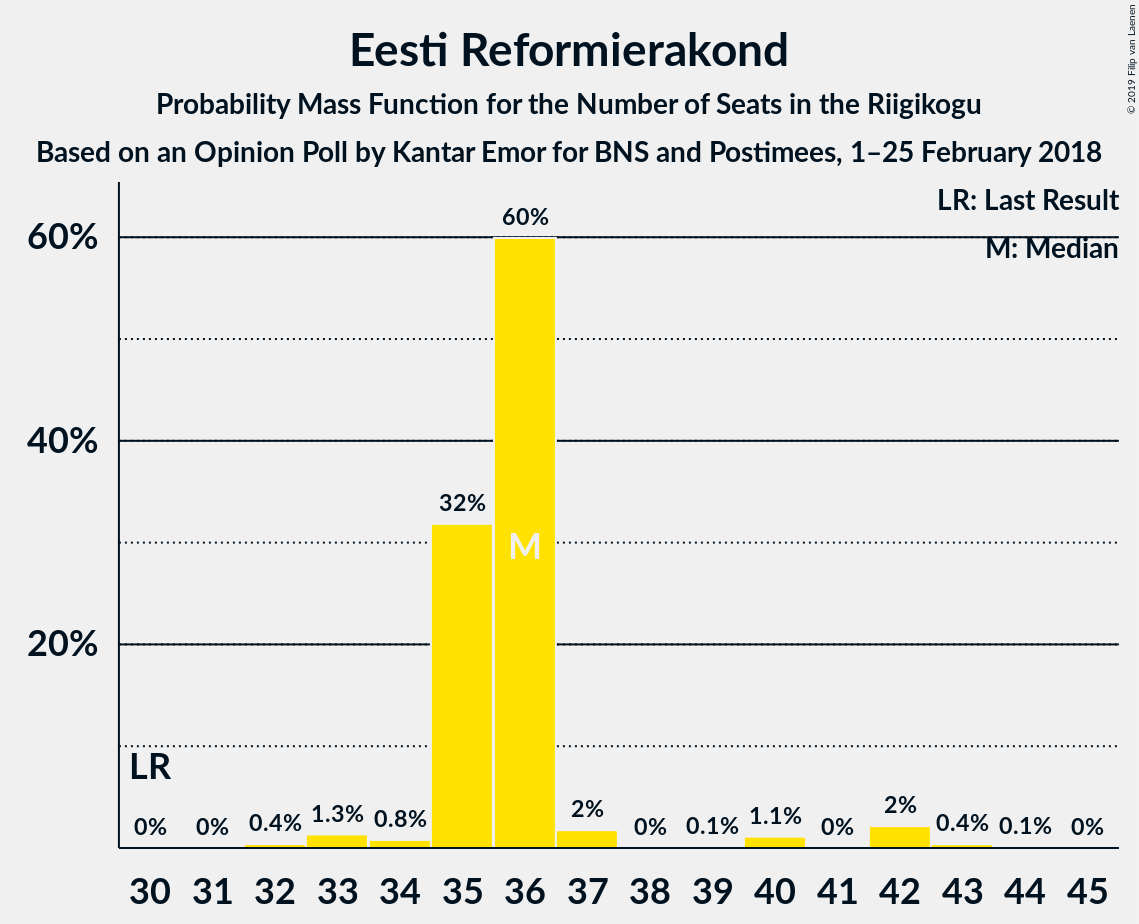 © 2019 Filip van Laenen
Eesti Reformierakond
Probability Mass Function for the Number of Seats in the Riigikogu
Based on an Opinion Poll by Kantar Emor for BNS and Postimees, 1–25 February 2018
LR: Last Result
M: Median
60%
40%
20%
60%
32%
M
LR
0% 0% 0.4% 1.3% 0.8% 2% 0% 0.1% 1.1% 0% 2% 0.4% 0.1% 0%
30 31 32 33 34 35 36 37 38 39 40 41 42 43 44 45